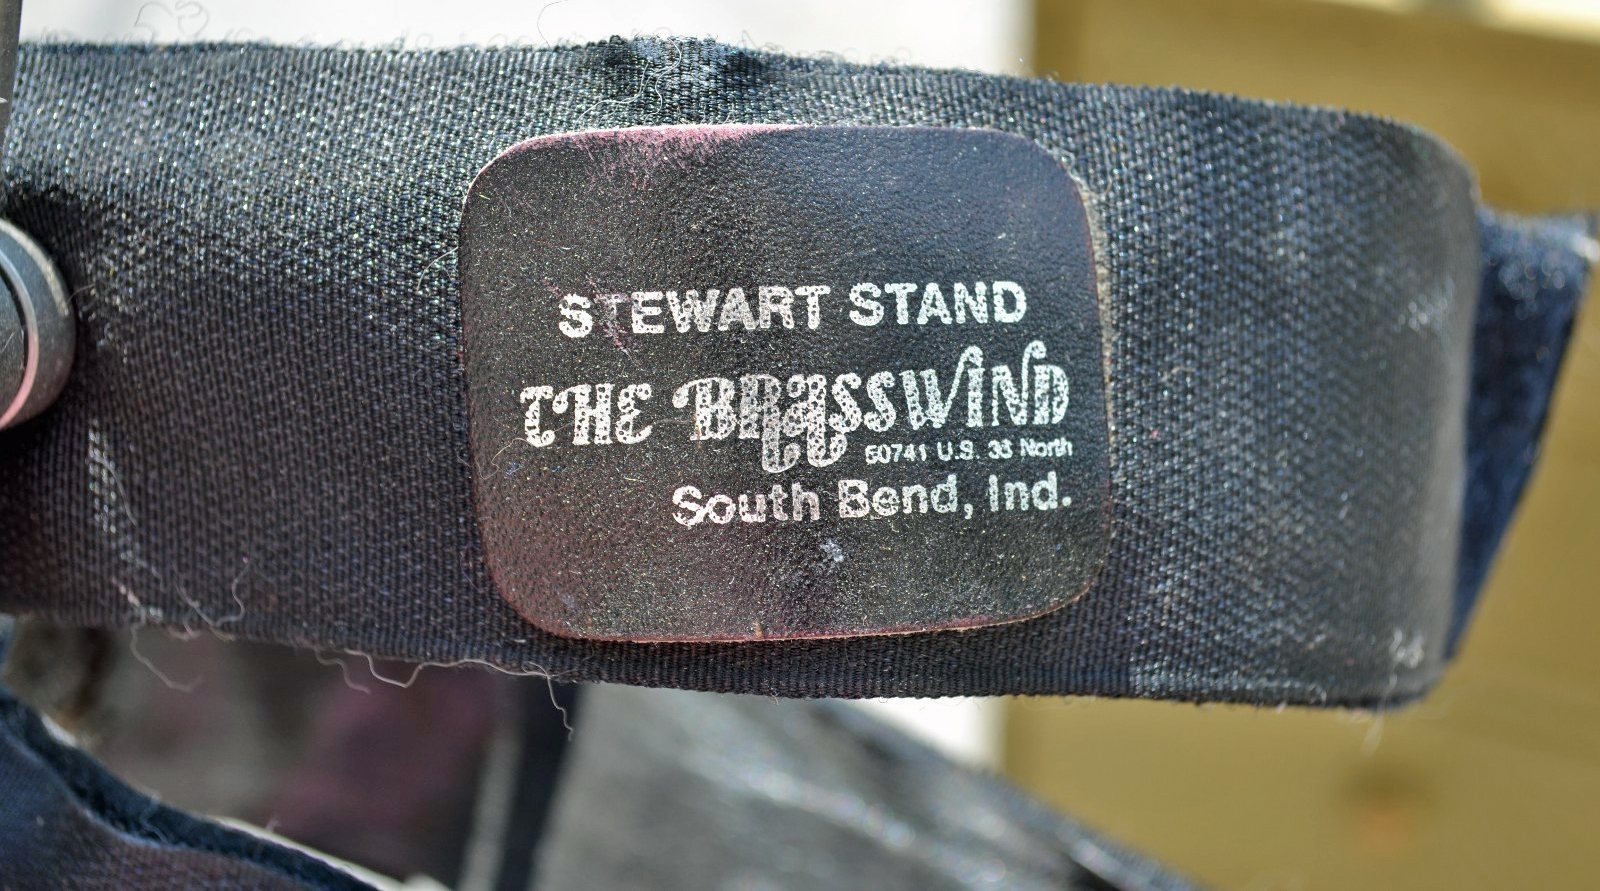 STEWART STAND
THE BRASSWIND
50741 U.S. 33 North
South Bend, Ind.